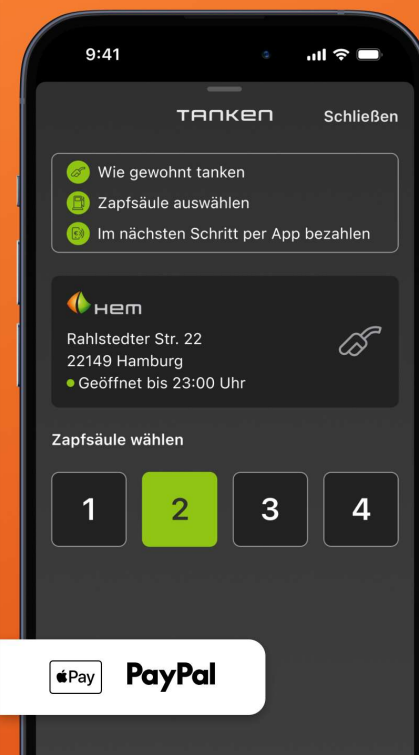 9:41
TANKEN
Schließen
Wie gewohnt tanken
Zapfsäule auswählen
Im nächsten Schritt per App bezahlen
HEM
Rahlstedter Str. 22
22149 Hamburg
Geöffnet bis 23:00 Uhr
Zapfsäule wählen
1 2 3 4
Pay PayPal